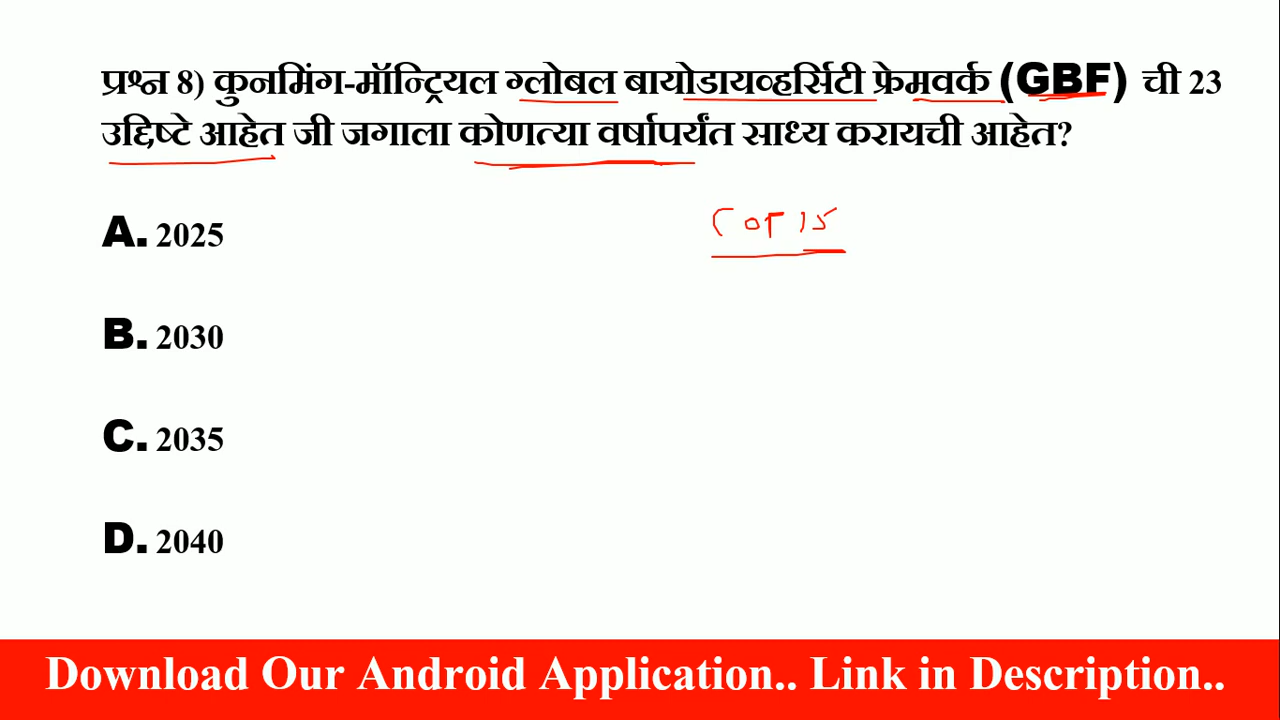 प्रश्न 8) कुनमिंग-मॉन्ट्रियल ग्लोबल बायोडायव्हर्सिटी फ्रेमवर्क (GBF) ची 23
उद्दिष्टे आहेत जी जगाला कोणत्या वर्षापर्यंत साध्य करायची आहेत?
COP 15
A. 2025
B. 2030
C. 2035
D. 2040
Download Our Android Application.. Link in Description..